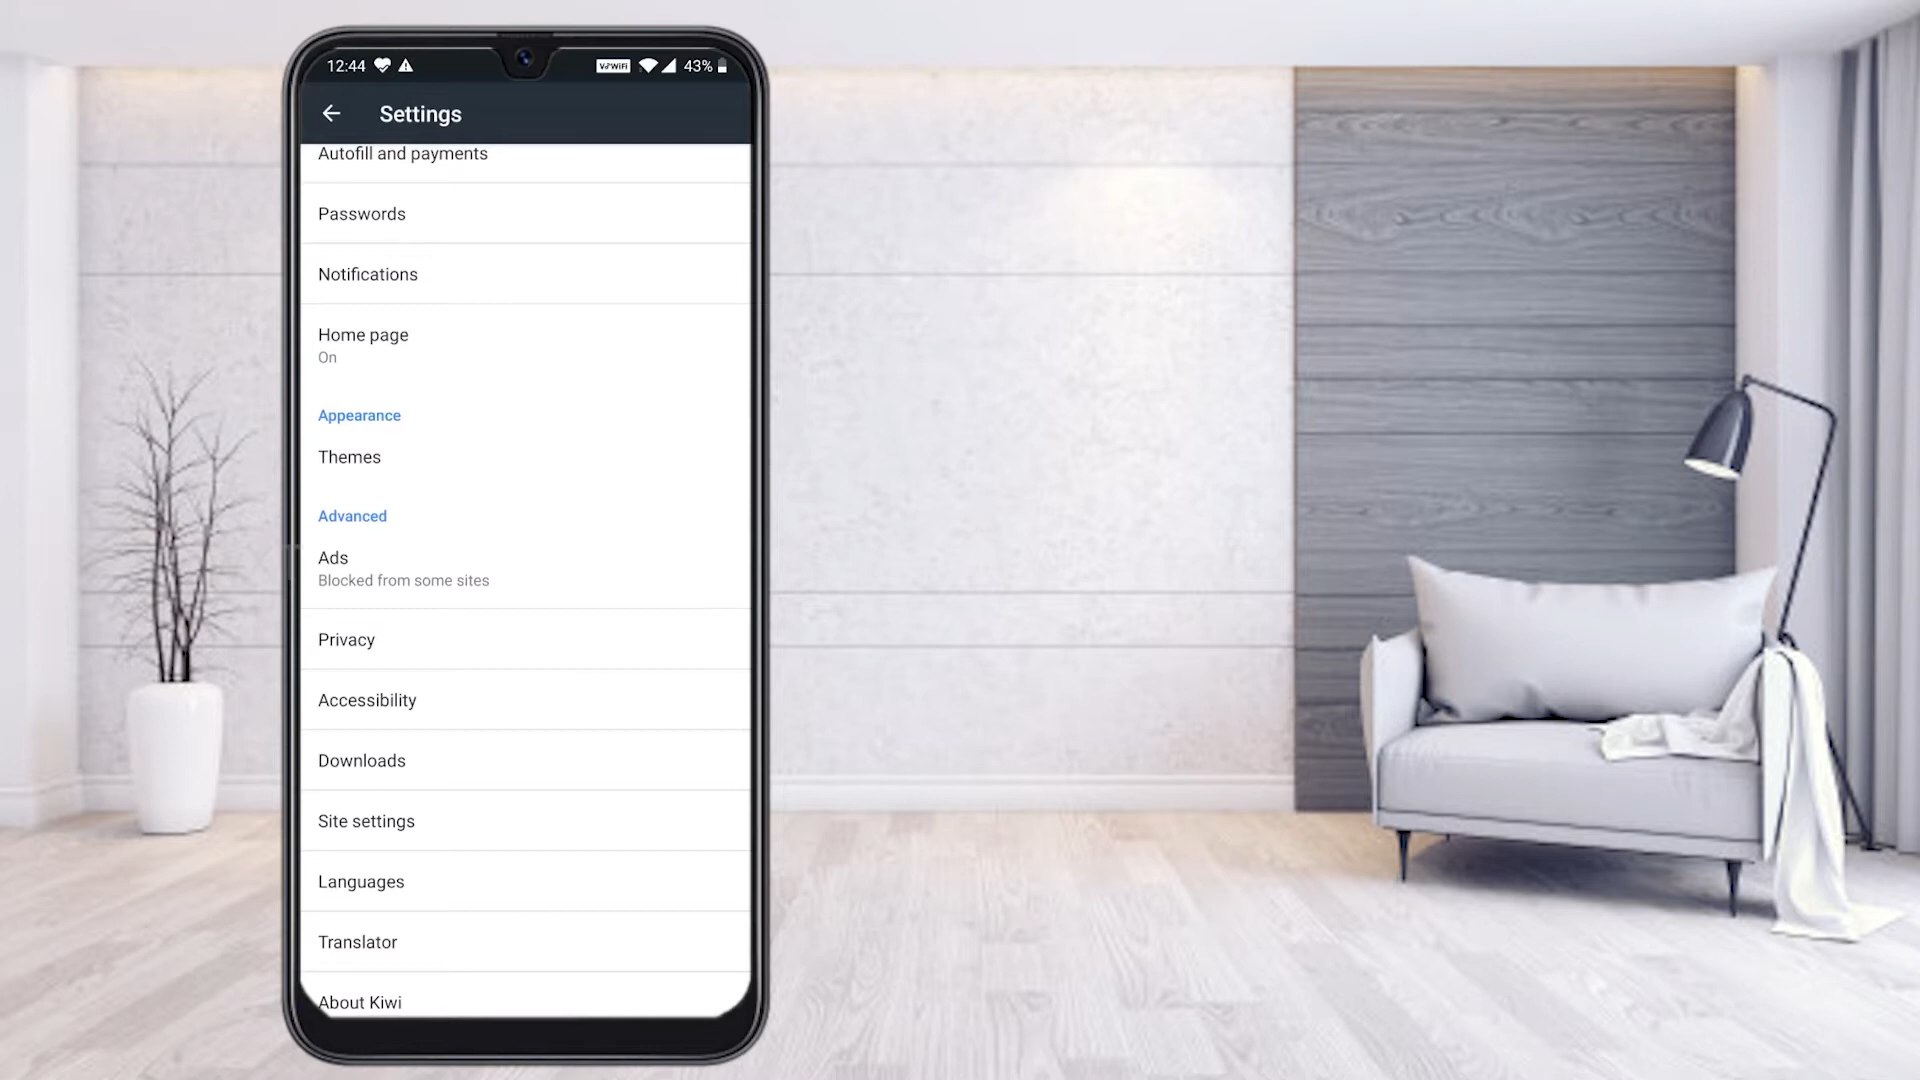 12:44 VoWiFi 43%
Settings
Autofill and payments
Passwords
Notifications
Home page
On
Appearance
Themes
Advanced
Ads
Blocked from some sites
Privacy
Accessibility
Downloads
Site settings
Languages
Translator
About Kiwi